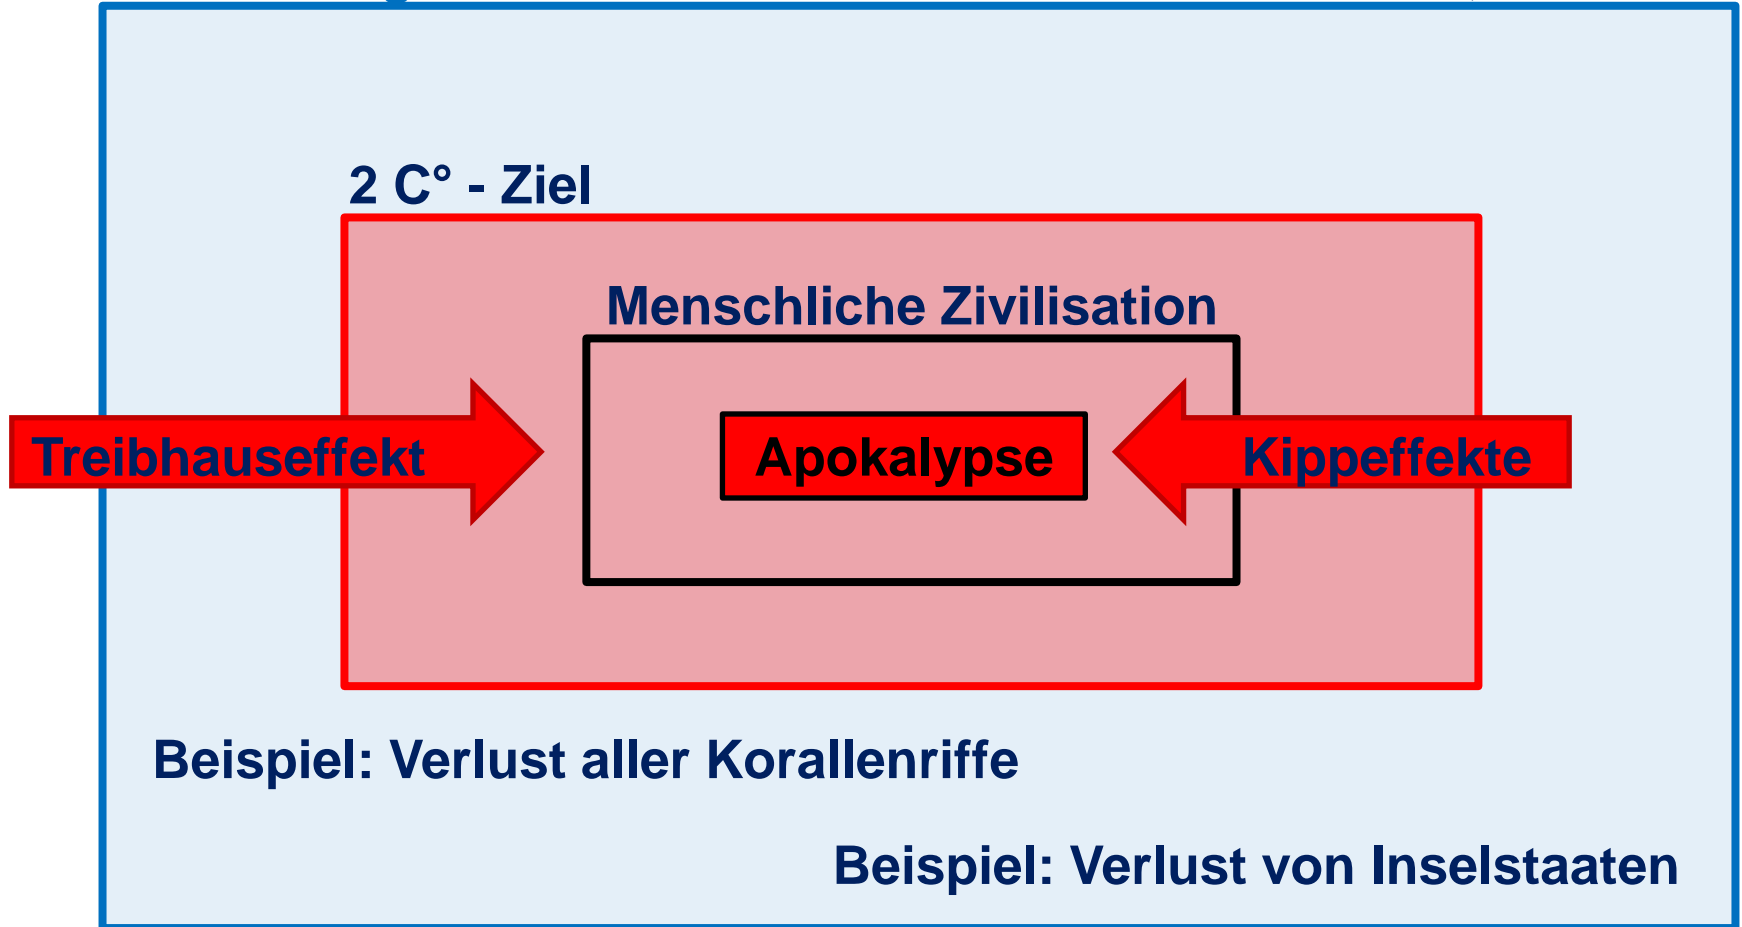 2 C° - Ziel
Menschliche Zivilisation
Treibhauseffekt
Apokalypse
Kippeffekte
Beispiel: Verlust aller Korallenriffe
Beispiel: Verlust von Inselstaaten